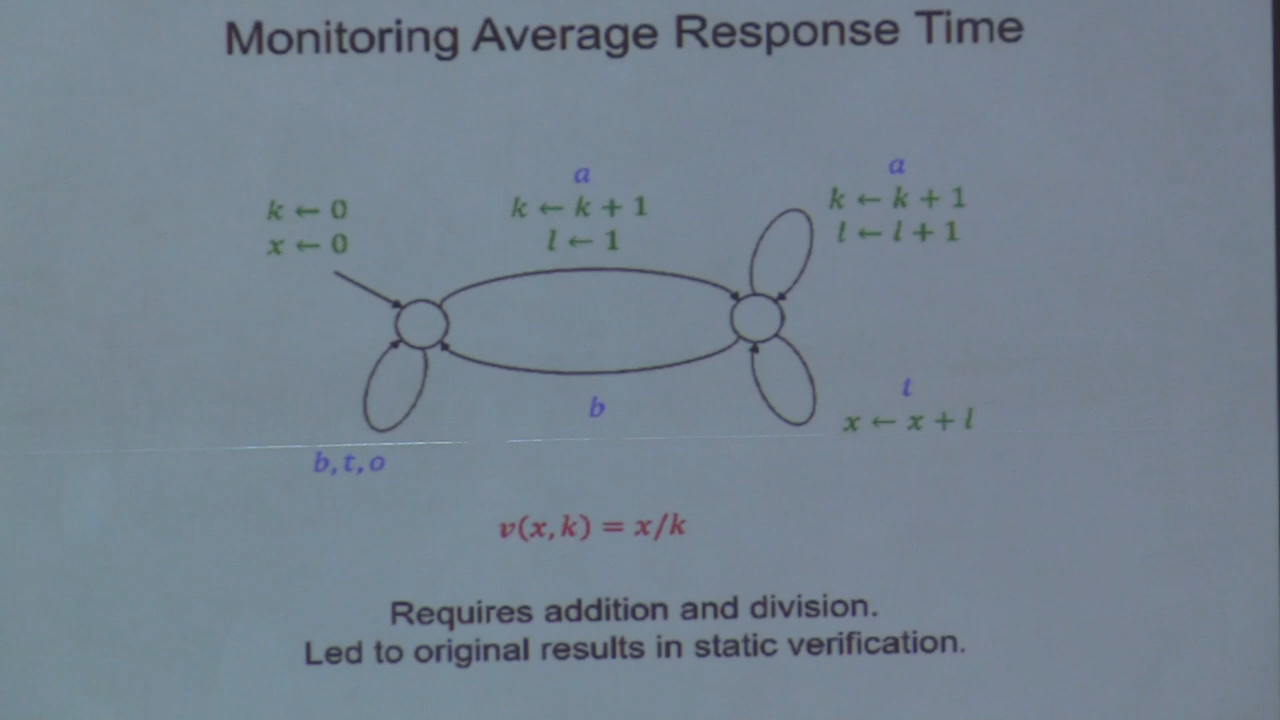 Monitoring Average Response Time
a
k ← k + 1
l ← 1
a
k ← k + 1
l ← l + 1
k ← 0
x ← 0
b
t
x ← x + l
b, t, o
v(x, k) = x/k
Requires addition and division.
Led to original results in static verification.